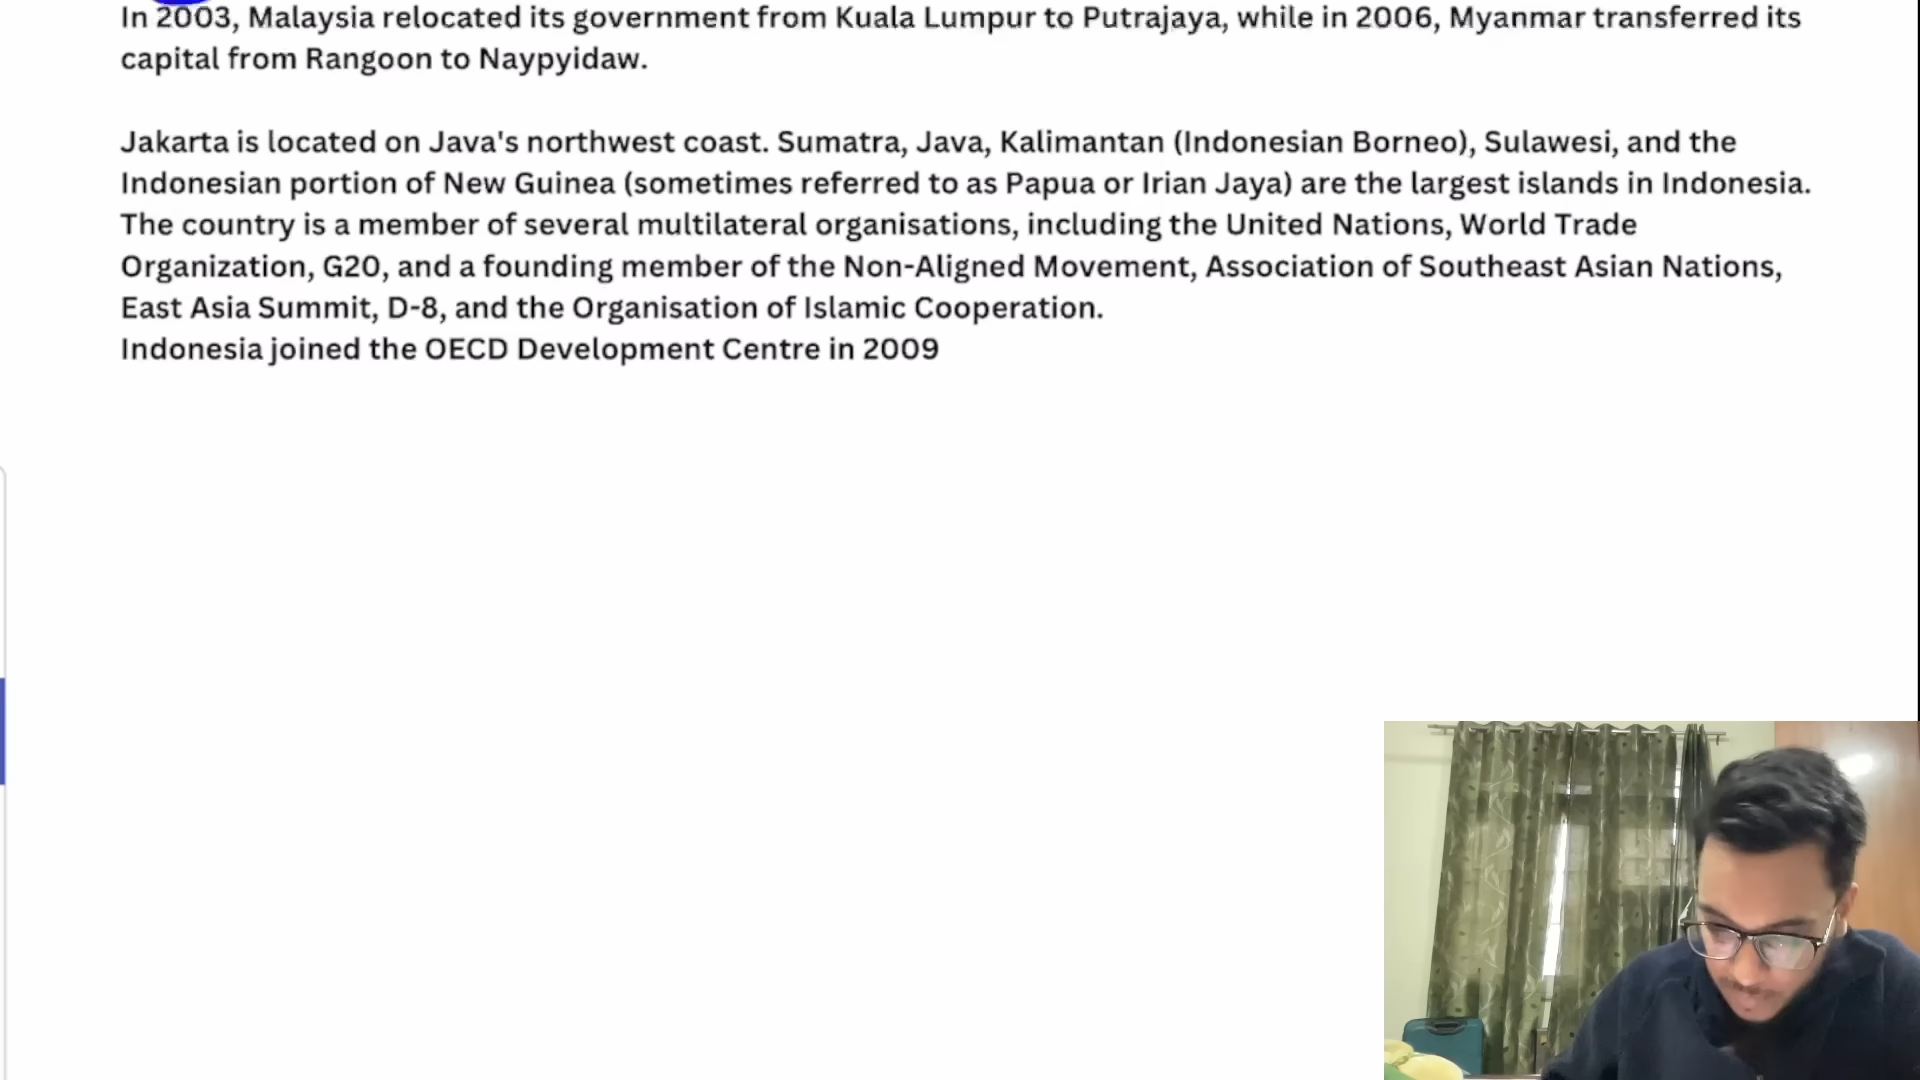 In 2003, Malaysia relocated its government from Kuala Lumpur to Putrajaya, while in 2006, Myanmar transferred its
capital from Rangoon to Naypyidaw.
Jakarta is located on Java's northwest coast. Sumatra, Java, Kalimantan (Indonesian Borneo), Sulawesi, and the
Indonesian portion of New Guinea (sometimes referred to as Papua or Irian Jaya) are the largest islands in Indonesia.
The country is a member of several multilateral organisations, including the United Nations, World Trade
Organization, G20, and a founding member of the Non-Aligned Movement, Association of Southeast Asian Nations,
East Asia Summit, D-8, and the Organisation of Islamic Cooperation.
Indonesia joined the OECD Development Centre in 2009